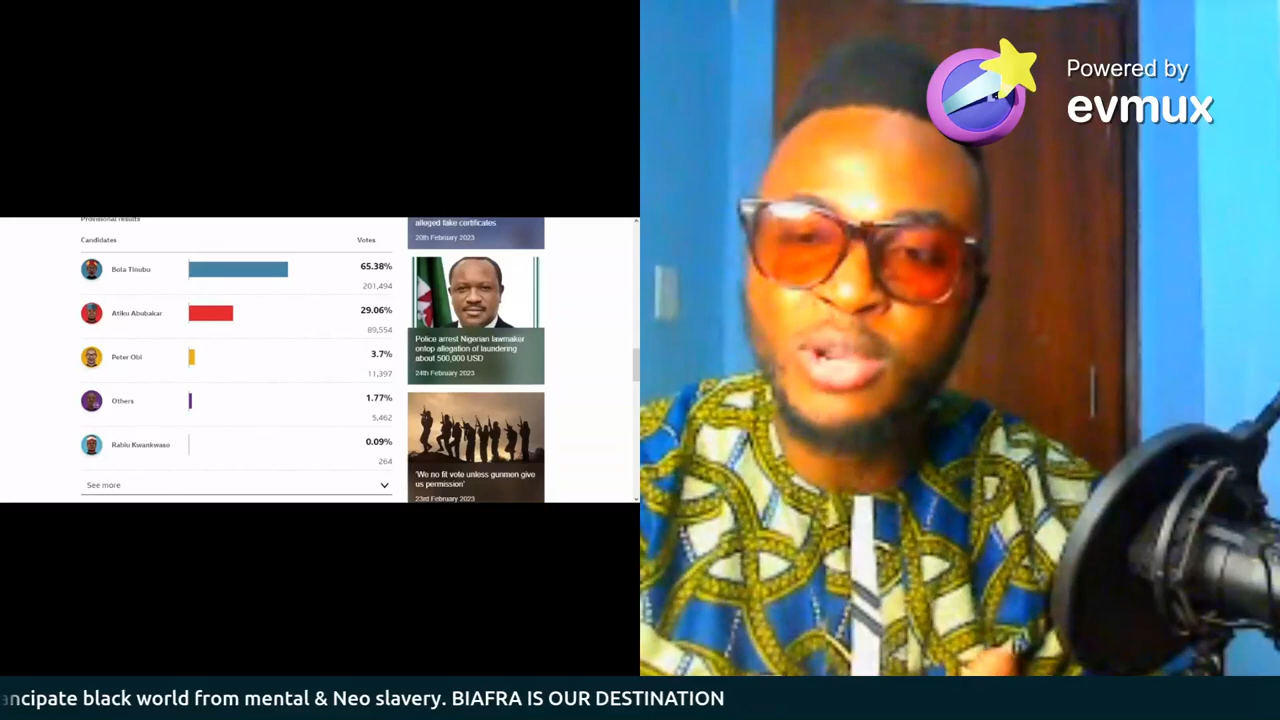 Provisional results
Candidates Votes
Bola Tinubu 65.38%
201,494
Atiku Abubakar 29.06%
89,554
Peter Obi 3.7%
11,397
Others 1.77%
5,462
Rabiu Kwankwaso 0.09%
264
See more
alleged fake certificates
20th February 2023
Police arrest Nigerian lawmaker
ontop allegation of laundering
about 500,000 USD
24th February 2023
'We no fit vote unless gunmen give
us permission'
23rd February 2023
Powered by
evmux
ancipate black world from mental & Neo slavery. BIAFRA IS OUR DESTINATION